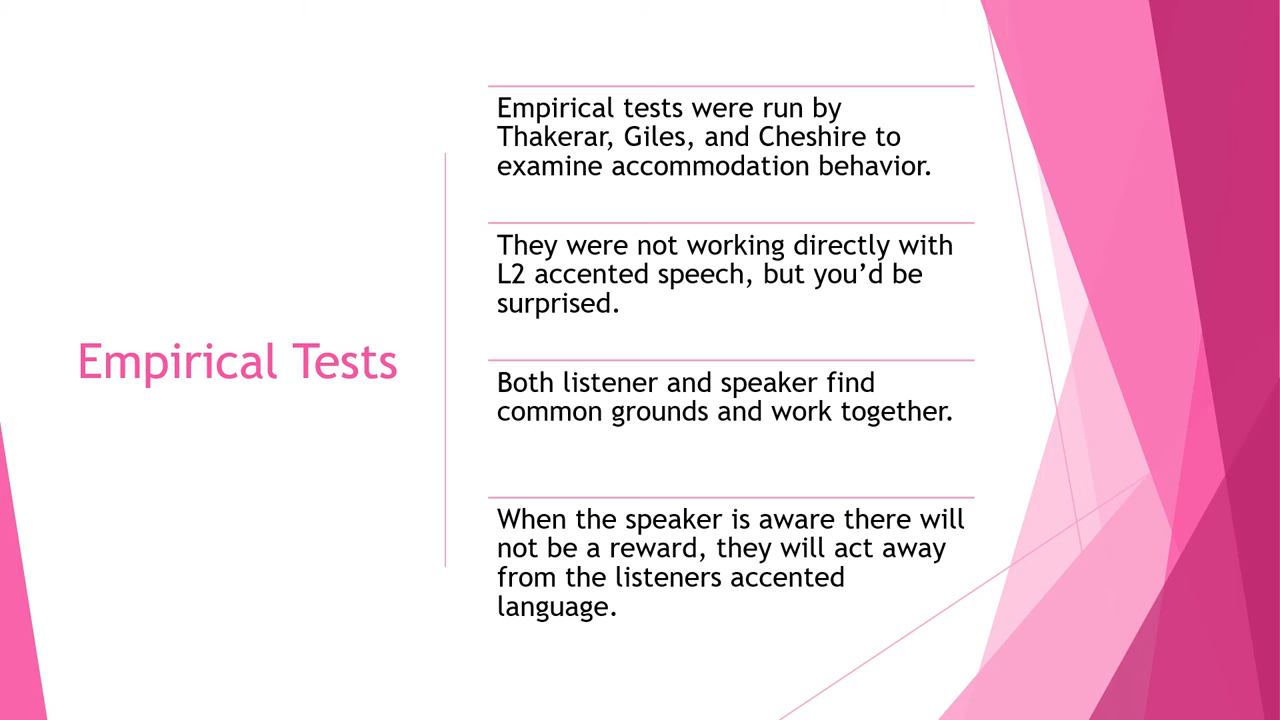 Empirical Tests
Empirical tests were run by
Thakerar, Giles, and Cheshire to
examine accommodation behavior.
They were not working directly with
L2 accented speech, but you’d be
surprised.
Both listener and speaker find
common grounds and work together.
When the speaker is aware there will
not be a reward, they will act away
from the listeners accented
language.